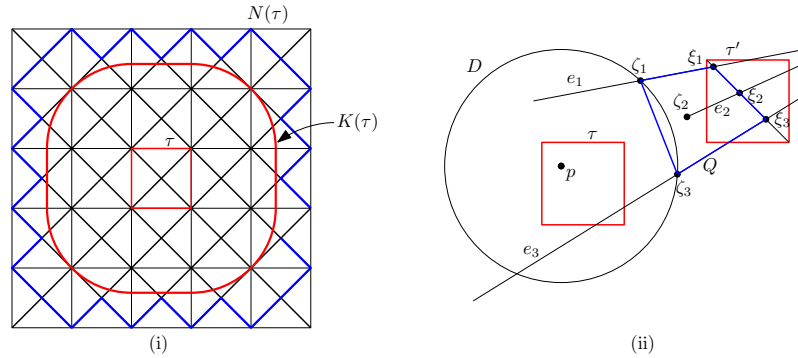 N(τ)
K(τ)
τ
(i)
D
ζ1
ξ1
τ′
e1
ζ2
e2
ξ2
ξ3
τ
p
Q
ζ3
e3
(ii)